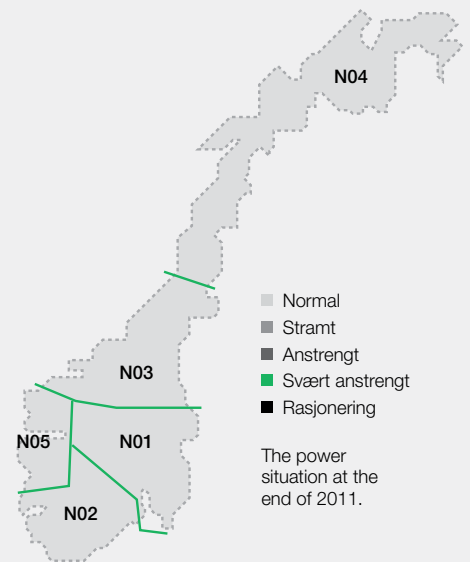 N04
N03
N05
N01
N02
Normal
Stramt
Anstrengt
Svært anstrengt
Rasjonering
The power
situation at the
end of 2011.